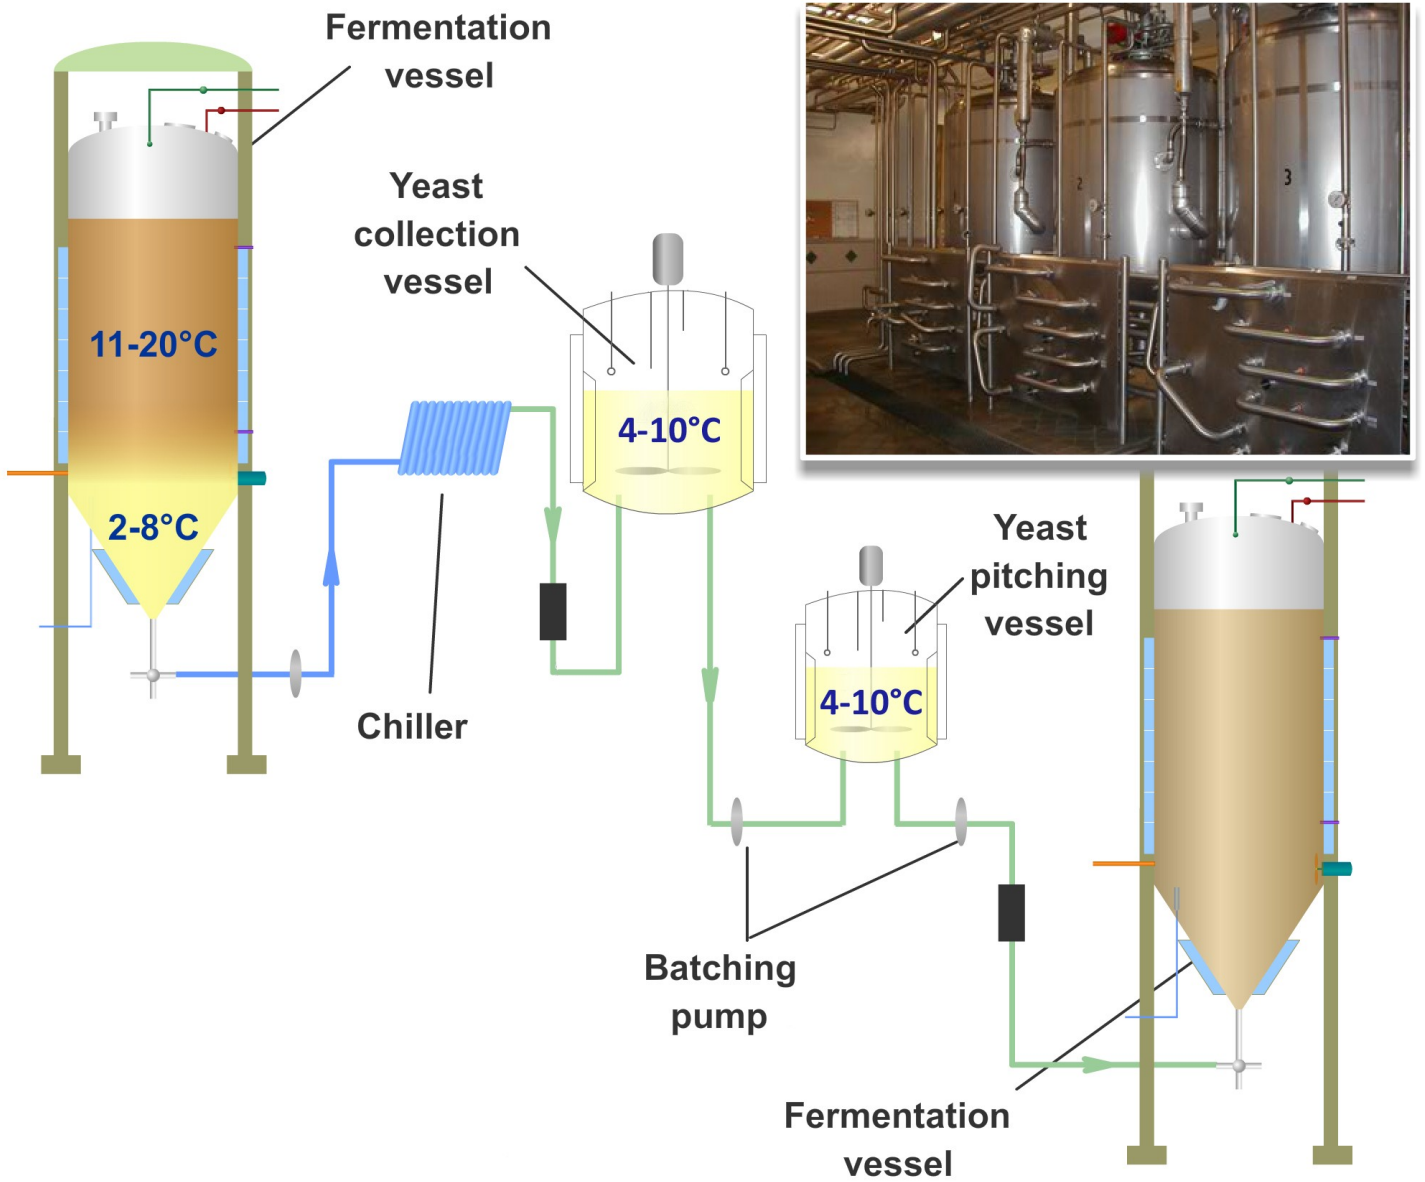 Fermentation
vessel
Yeast
collection
vessel
11-20°C
4-10°C
2-8°C
Chiller
2
3
Yeast
pitching
vessel
4-10°C
Batching
pump
Fermentation
vessel